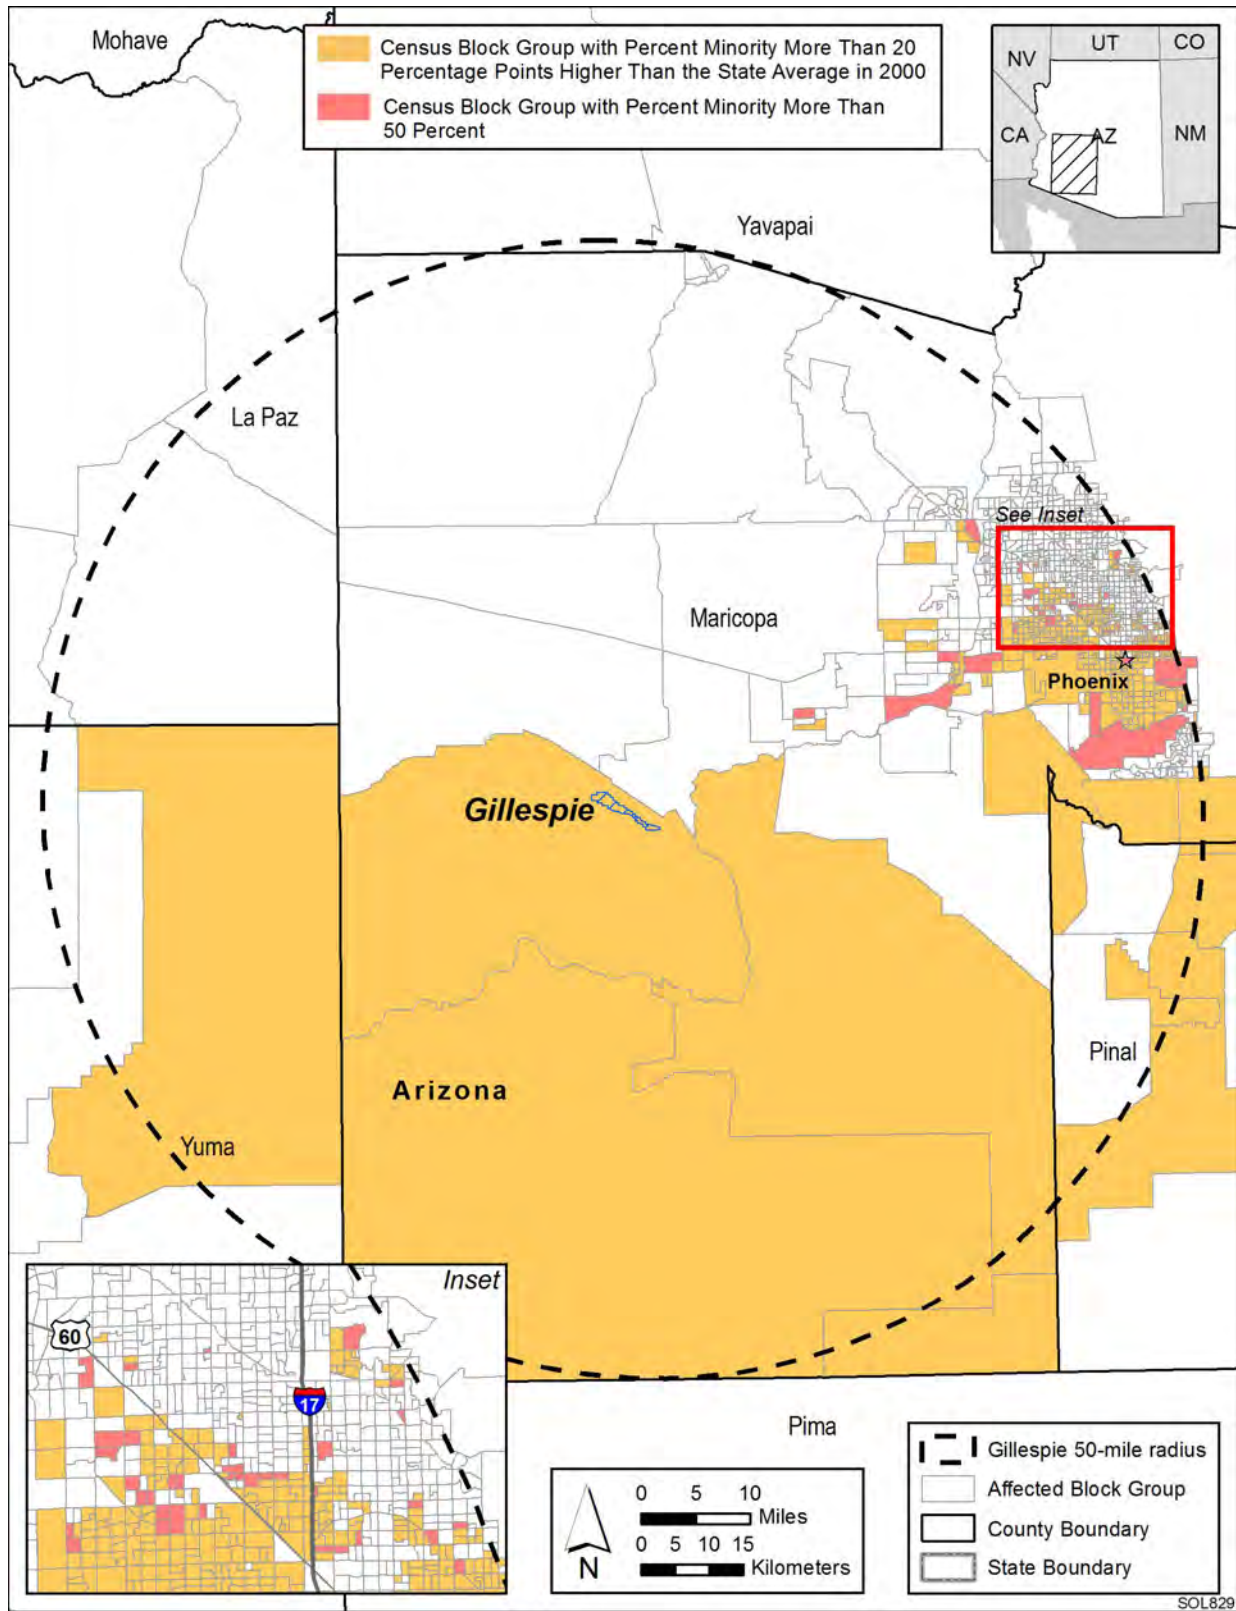 Mohave
Census Block Group with Percent Minority More Than 20
Percentage Points Higher Than the State Average in 2000
Census Block Group with Percent Minority More Than
50 Percent
NV
UT
CO
CA
AZ
NM
Yavapai
La Paz
See Inset
Maricopa
Phoenix
Gillespie
Pinal
Arizona
Yuma
Inset
60
17
Pima
0 5 10
Miles
0 5 10 15
Kilometers
N
Gillespie 50-mile radius
Affected Block Group
County Boundary
State Boundary
SOL829